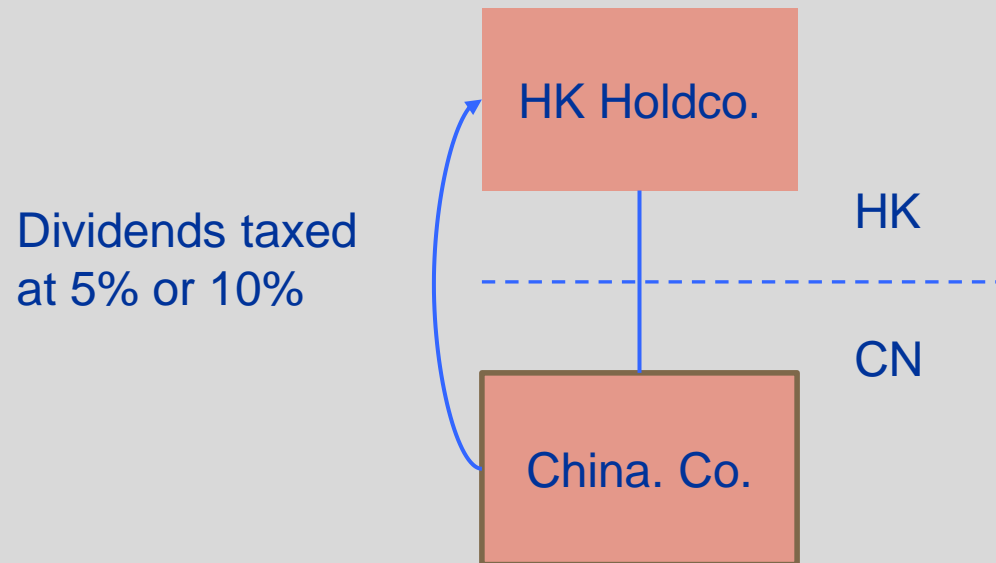 HK Holdco.
HK
Dividends taxed
at 5% or 10%
CN
China. Co.